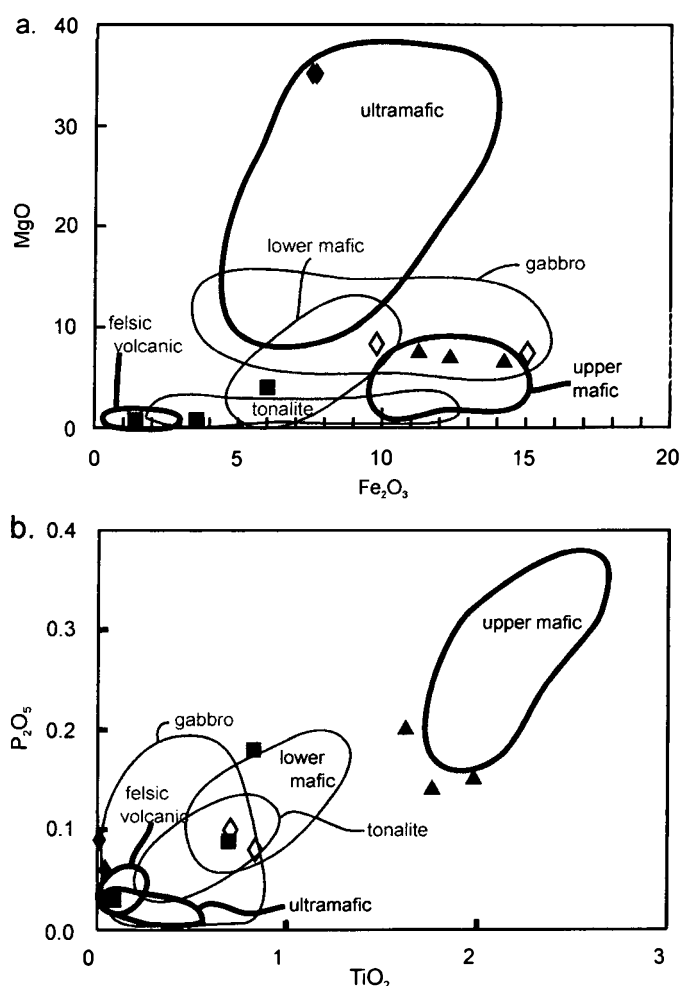 a.
40
30
20
10
0
MgO
ultramafic
lower mafic
gabbro
felsic
volcanic
tonalite
upper
mafic
0 5 10 15 20
Fe₂O₃
b.
0.4
0.3
0.2
0.1
0.0
P₂O₅
upper mafic
gabbro
lower
mafic
felsic
volcanic
tonalite
ultramafic
0 1 2 3
TiO₂